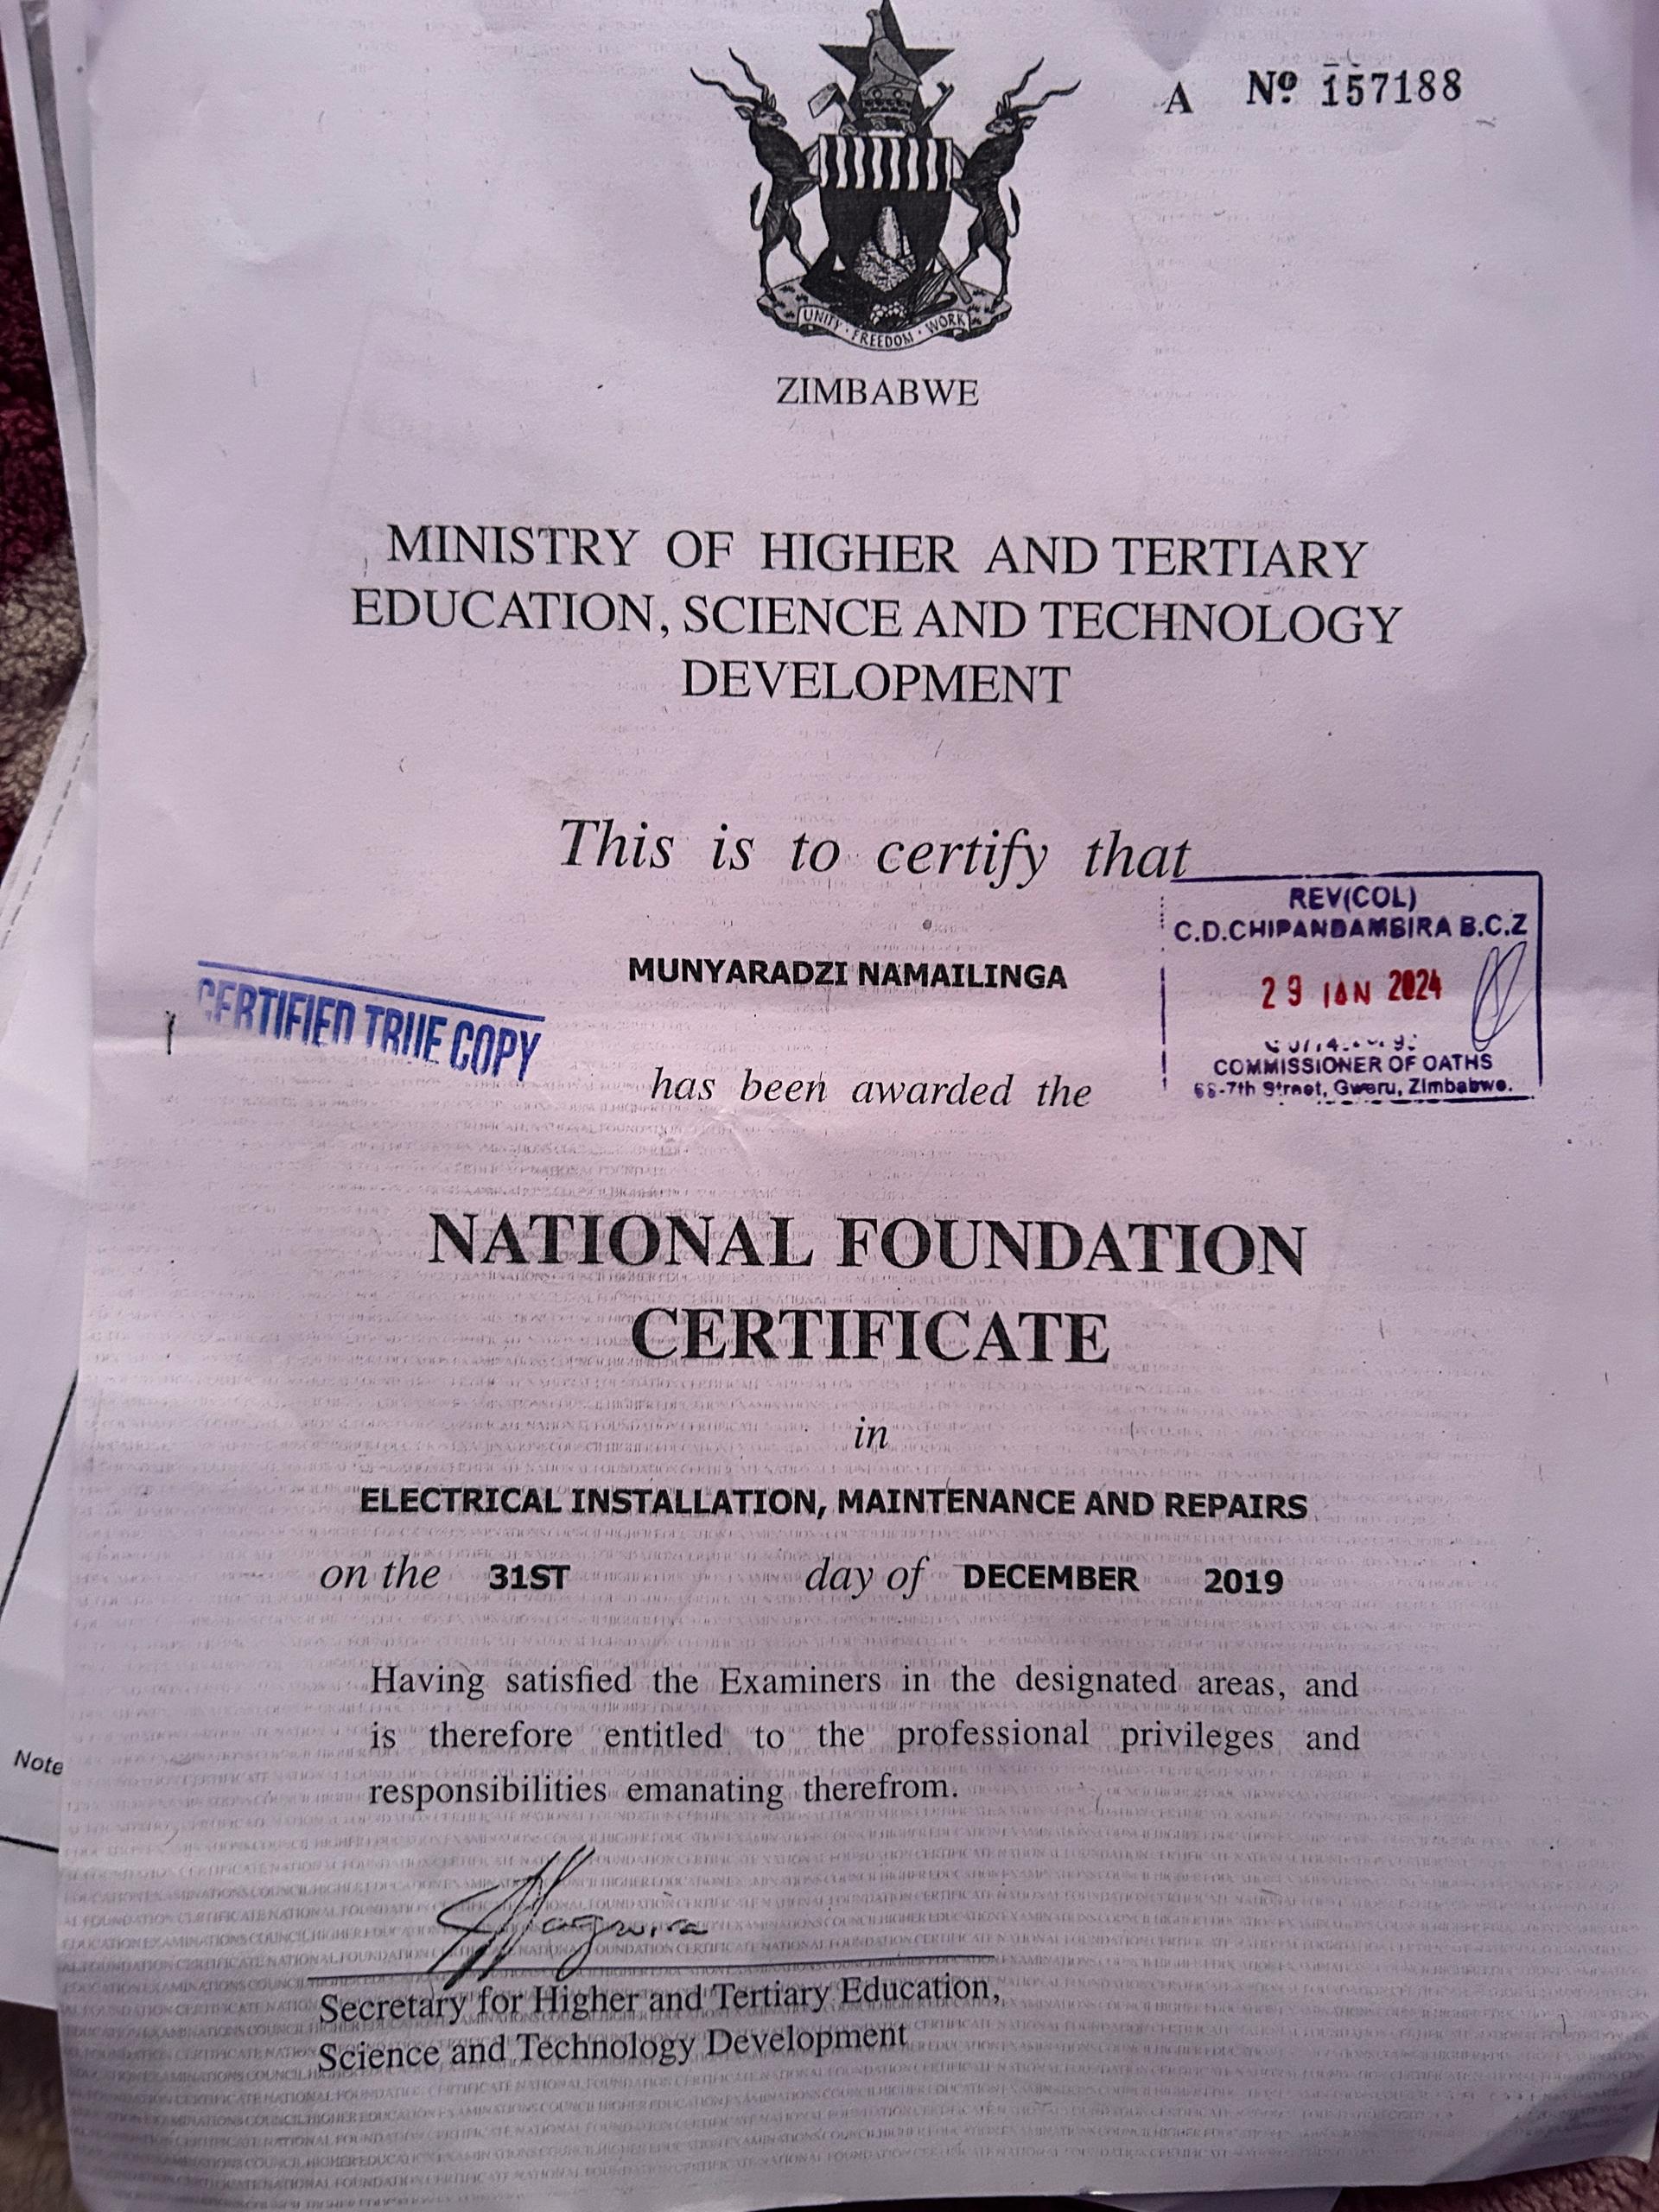 A Nº 157188
UNITY · FREEDOM · WORK
ZIMBABWE
MINISTRY OF HIGHER AND TERTIARY
EDUCATION, SCIENCE AND TECHNOLOGY
DEVELOPMENT
This is to certify that
REV(COL)
C.D.CHIPANDAMBIRA B.C.Z
MUNYARADZI NAMAILINGA
29 JAN 2024
CERTIFIED TRUE COPY
COMMISSIONER OF OATHS
-7th Street, Gweru, Zimbabwe.
has been awarded the
NATIONAL FOUNDATION
CERTIFICATE
in
ELECTRICAL INSTALLATION, MAINTENANCE AND REPAIRS
on the 31ST day of DECEMBER 2019
Having satisfied the Examiners in the designated areas, and
is therefore entitled to the professional privileges and
responsibilities emanating therefrom.
Note
Secretary for Higher and Tertiary Education,
Science and Technology Development